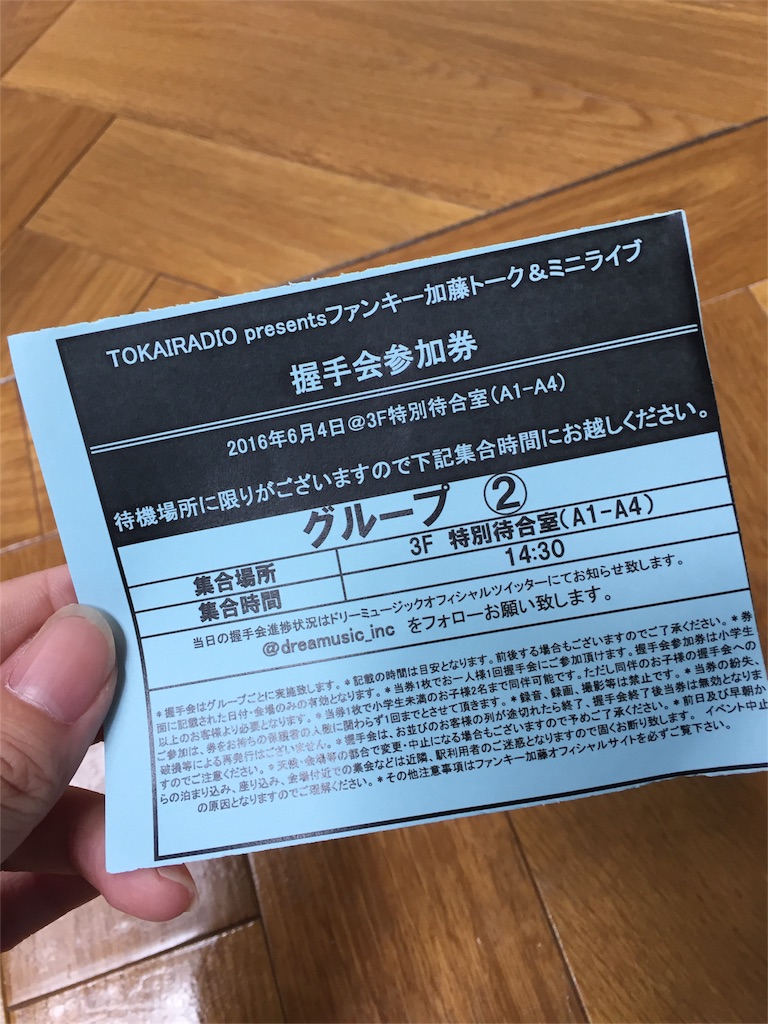 TOKAIRADIO presentsファンキー加藤トーク＆ミニライブ
握手会参加券
2016年6月4日＠3F特別待合室（A1-A4）
待機場所に限りがございますので下記集合時間にお越しください。
グループ ②
集合場所 3F 特別待合室（A1-A4）
集合時間 14:30
当日の握手会進捗状況はドリーミュージックオフィシャルツイッターにてお知らせ致します。
@dreamusic_inc をフォローお願い致します。
＊握手会はグループごとに実施致します。＊記載の時間は目安となります。前後する場合もございますのでご了承ください。＊券
面に記載された日付・会場のみの有効となります。＊当券1枚でお一人様1回握手会にご参加頂けます。握手会参加券は小学生
以上のお客様より必要となります。＊当券1枚で小学生未満のお子様2名まで同伴可能です。ただし同伴のお子様の握手会への
ご参加は、券をお持ちの保護者の人数に関わらず1回までとさせて頂きます。＊録音、録画、撮影等は禁止です。＊当券の紛失、
破損等による再発行はございません。＊握手会は、お並びのお客様の列が途切れたら終了、握手会終了後当券は無効となりま
すのでご注意ください。＊天候・会場等の都合で変更・中止になる場合もございますので予めご了承ください。＊前日及び早朝か
らの泊まり込み、座り込み、会場付近での集会などは近隣、駅利用者のご迷惑となりますので固くお断り致します。イベント中止
の原因となりますのでご理解ください。＊その他注意事項はファンキー加藤オフィシャルサイトを必ずご覧下さい。